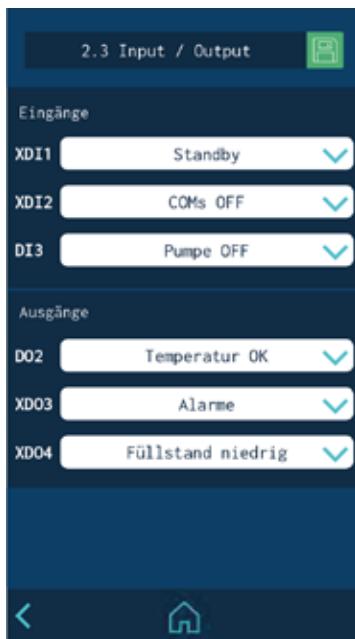 2.3 Input / Output
Eingänge
XDI1 Standby
XDI2 COMs OFF
DI3 Pumpe OFF
Ausgänge
DO2 Temperatur OK
XDO3 Alarme
XDO4 Füllstand niedrig